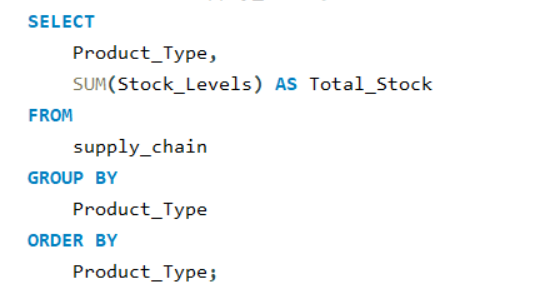 SELECT
Product_Type,
SUM(Stock_Levels) AS Total_Stock
FROM
supply_chain
GROUP BY
Product_Type
ORDER BY
Product_Type;